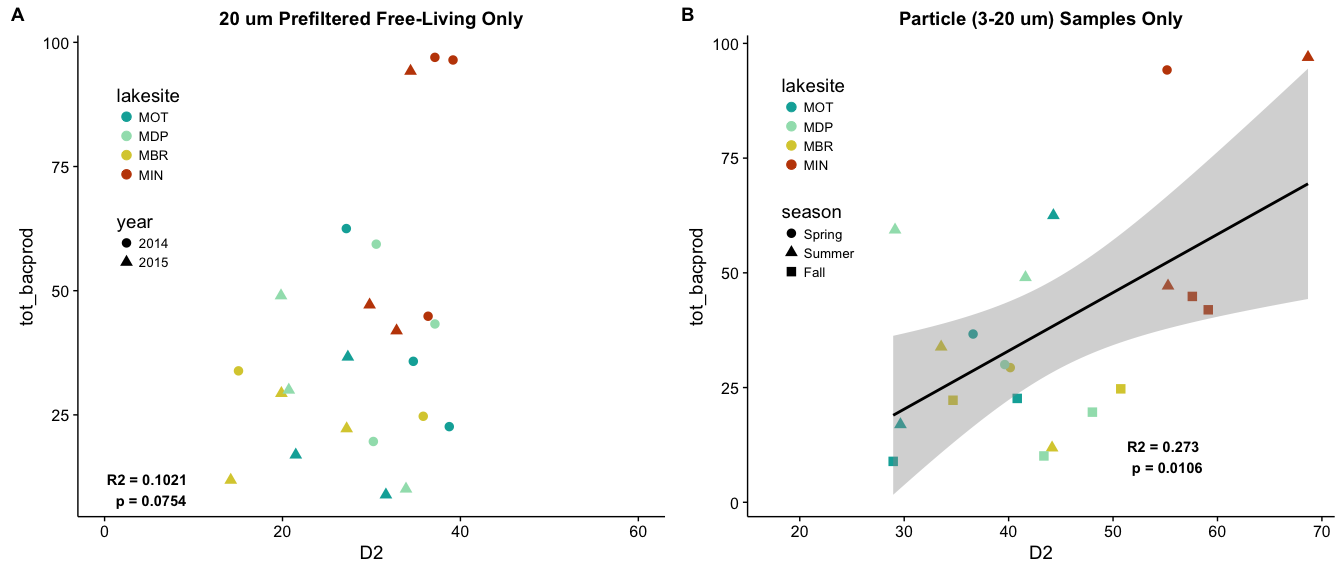 A
20 um Prefiltered Free-Living Only
100
75
50
25
tot_bacprod
lakesite
MOT
MDP
MBR
MIN
year
2014
2015
R2 = 0.1021
p = 0.0754
0
20
40
60
D2
B
Particle (3-20 um) Samples Only
100
75
50
25
0
tot_bacprod
lakesite
MOT
MDP
MBR
MIN
season
Spring
Summer
Fall
R2 = 0.273
p = 0.0106
20
30
40
50
60
70
D2